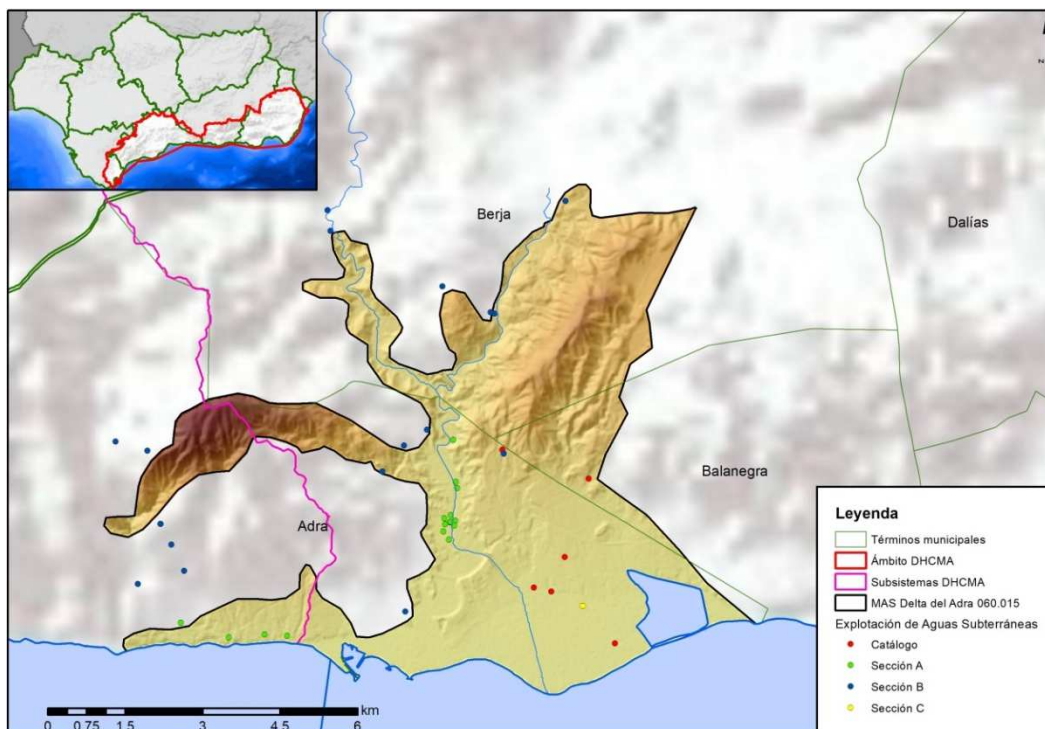 N
Berja
Dalías
Balanegra
Adra
Leyenda
Términos municipales
Ámbito DHCMA
Subsistemas DHCMA
MAS Delta del Adra 060.015
Explotación de Aguas Subterráneas
Catálogo
Sección A
Sección B
Sección C
km
0 0.75 1.5 3 4.5 6